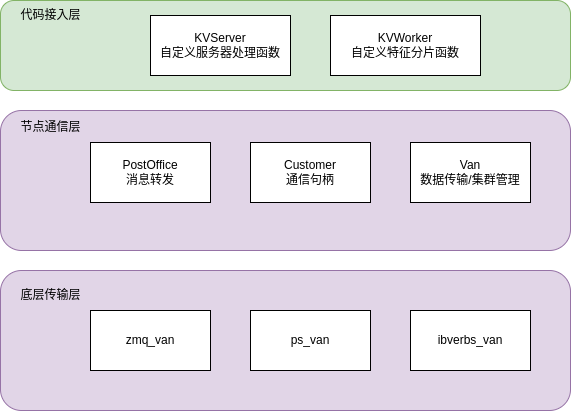 代码接入层
KVServer
自定义服务器处理函数
KVWorker
自定义特征分片函数
节点通信层
PostOffice
消息转发
Customer
通信句柄
Van
数据传输/集群管理
底层传输层
zmq_van
ps_van
ibverbs_van